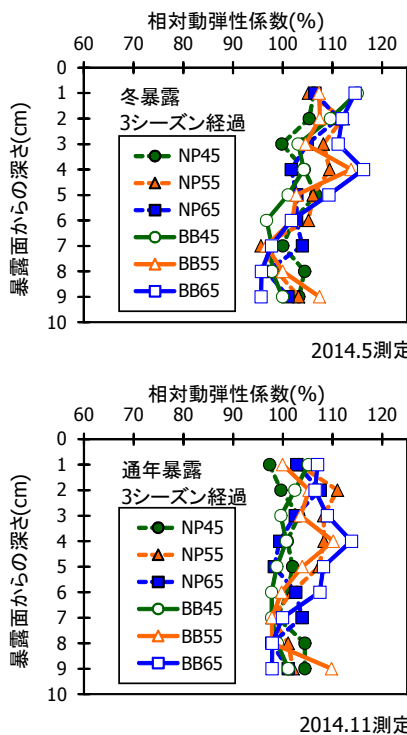 相対動弾性係数(%)
60 70 80 90 100 110 120
暴露面からの深さ(cm)
0
1
2
3
4
5
6
7
8
9
10
冬暴露
3シーズン経過
NP45
NP55
NP65
BB45
BB55
BB65
2014.5測定
相対動弾性係数(%)
60 70 80 90 100 110 120
暴露面からの深さ(cm)
0
1
2
3
4
5
6
7
8
9
10
通年暴露
3シーズン経過
NP45
NP55
NP65
BB45
BB55
BB65
2014.11測定